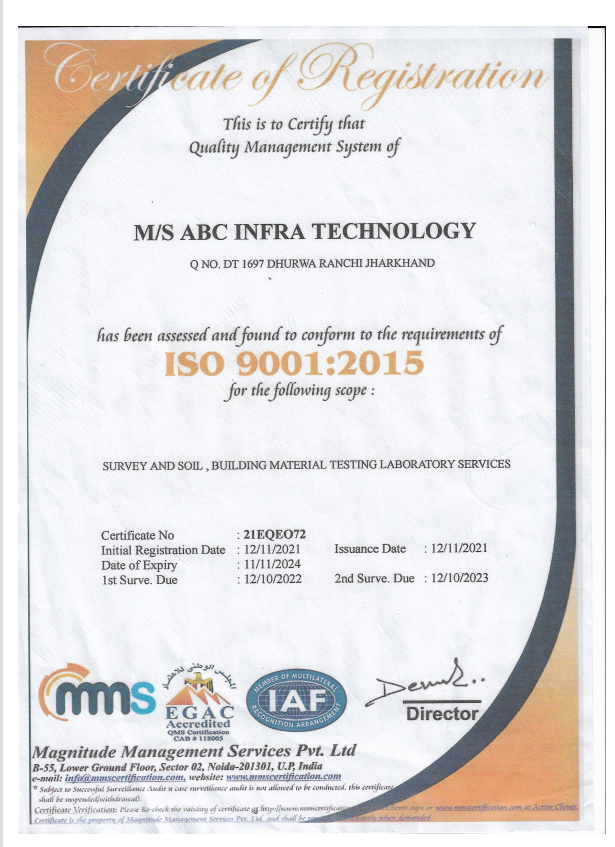 Certificate of Registration
This is to Certify that
Quality Management System of
M/S ABC INFRA TECHNOLOGY
Q NO. DT 1697 DHURWA RANCHI JHARKHAND
has been assessed and found to conform to the requirements of
ISO 9001:2015
for the following scope :
SURVEY AND SOIL , BUILDING MATERIAL TESTING LABORATORY SERVICES
Certificate No : 21EQEO72
Initial Registration Date : 12/11/2021 Issuance Date : 12/11/2021
Date of Expiry : 11/11/2024
1st Surve. Due : 12/10/2022 2nd Surve. Due : 12/10/2023
mms
المجلس الوطني للاعتماد
EGAC
Accredited
QMS Certification
CAB # 118005
MEMBER OF MULTILATERAL
IAF
RECOGNITION ARRANGEMENT
Director
Magnitude Management Services Pvt. Ltd
B-55, Lower Ground Floor, Sector 02, Noida-201301, U.P, India
e-mail: info@mmscertification.com, website: www.mmscertification.com
* Subject to Successful Surveillance Audit in case surveillance audit is not allowed to be conducted, this certificate
shall be suspended(withdrawal).
Certificate Verification: Please Re-check the validity of certificate at http://www.mmscertification clients.aspx or www.mmscertification.com at Active Clients
Certificate is the property of Magnitude Management Services Pvt. Ltd. and shall be when demanded